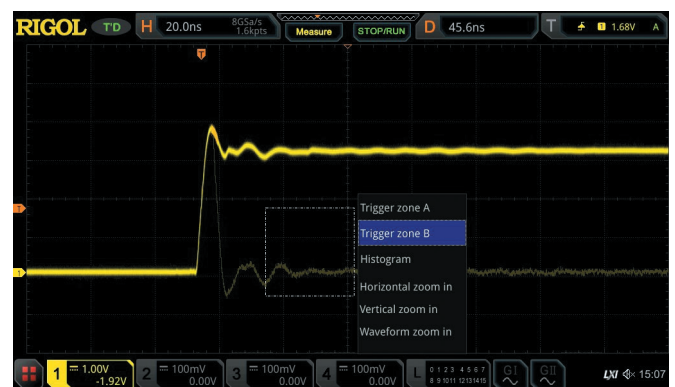 RIGOL T'D H 20.0ns 8GSa/s 1.6kpts Measure STOP/RUN D 45.6ns T 1 1.68V A
T
T
Trigger zone A
Trigger zone B
Histogram
1
Horizontal zoom in
Vertical zoom in
Waveform zoom in
1 1.00V -1.92V 2 100mV 0.00V 3 100mV 0.00V 4 100mV 0.00V L 0 1 2 3 4 5 6 7 8 9 10 11 12 13 14 15 GI GII LXI 15:07